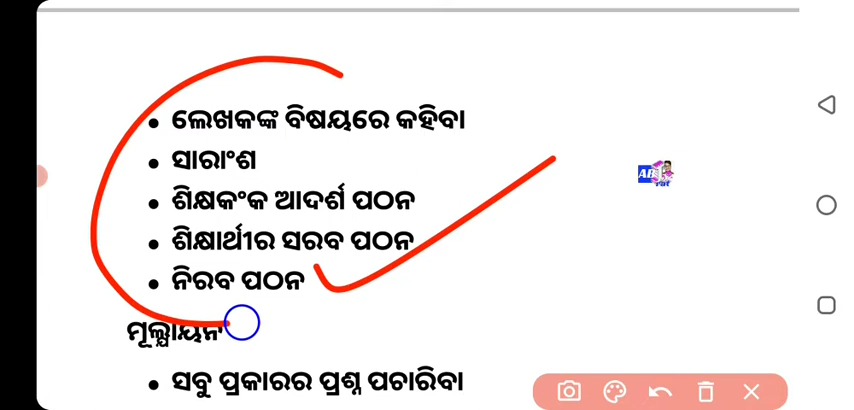 • ଲେଖକଙ୍କ ବିଷୟରେ କହିବା
• ସାରାଂଶ
• ଶିକ୍ଷକଂକ ଆଦର୍ଶ ପଠନ
• ଶିକ୍ଷାର୍ଥୀର ସରବ ପଠନ
• ନିରବ ପଠନ
ମୂଲ୍ଯାୟନ
• ସବୁ ପ୍ରକାରର ପ୍ରଶ୍ନ ପଚାରିବା